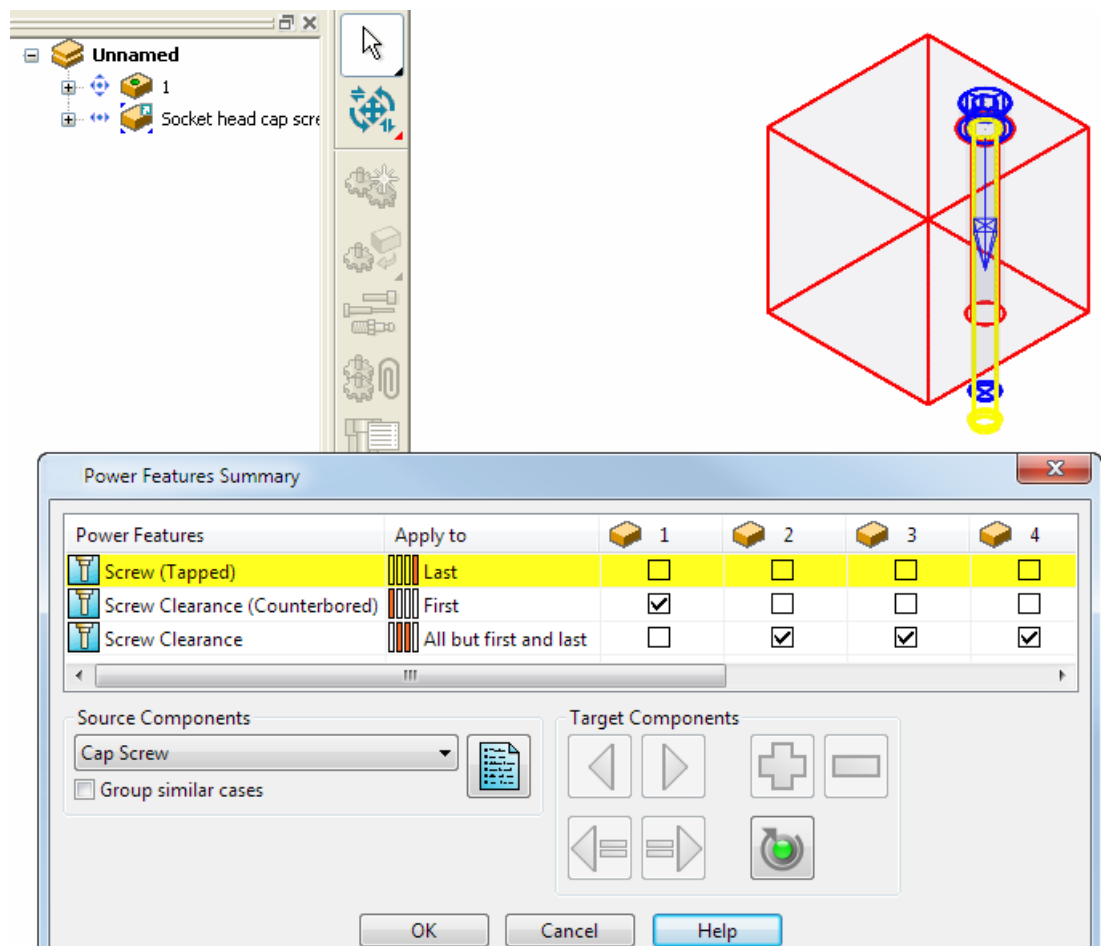 Unnamed
1
Socket head cap scre
Power Features Summary
Power Features Apply to 1 2 3 4
Screw (Tapped) Last
Screw Clearance (Counterbored) First
Screw Clearance All but first and last
Source Components
Cap Screw
Group similar cases
Target Components
OK Cancel Help